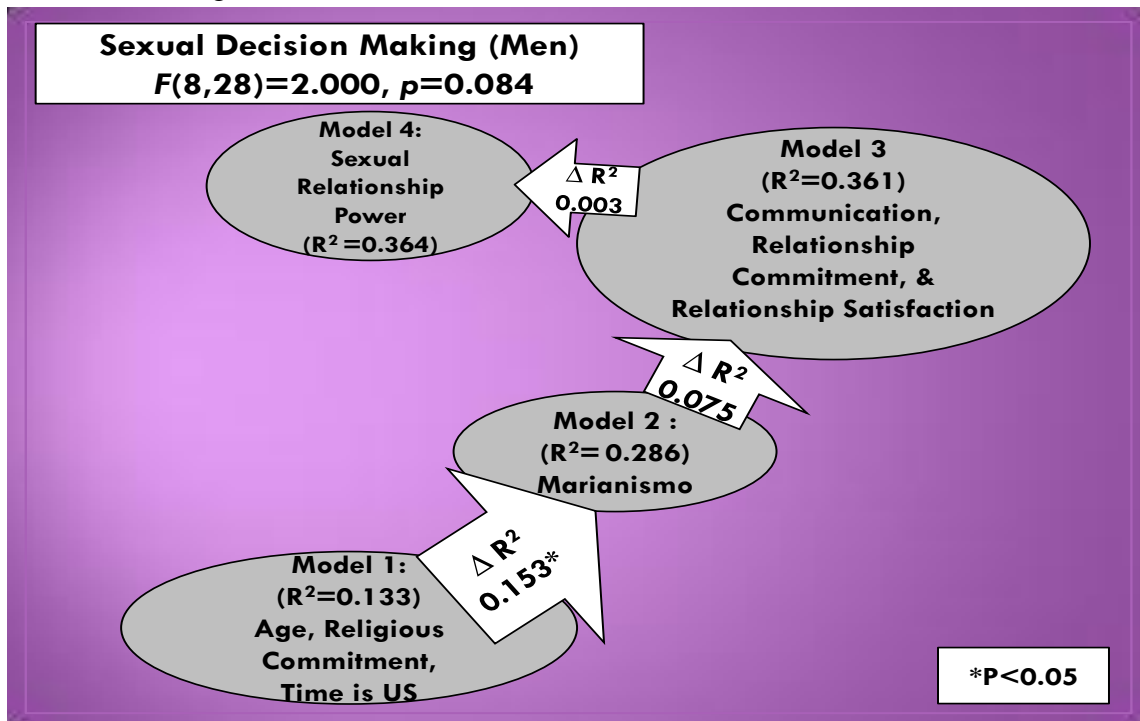 Sexual Decision Making (Men)
F(8,28)=2.000, p=0.084
Model 4:
Sexual
Relationship
Power
(R²=0.364)
Δ R²
0.003
Model 3
(R²=0.361)
Communication,
Relationship
Commitment, &
Relationship Satisfaction
Δ R²
0.075
Model 2 :
(R²= 0.286)
Marianismo
Δ R²
0.153*
Model 1:
(R²=0.133)
Age, Religious
Commitment,
Time is US
*P<0.05